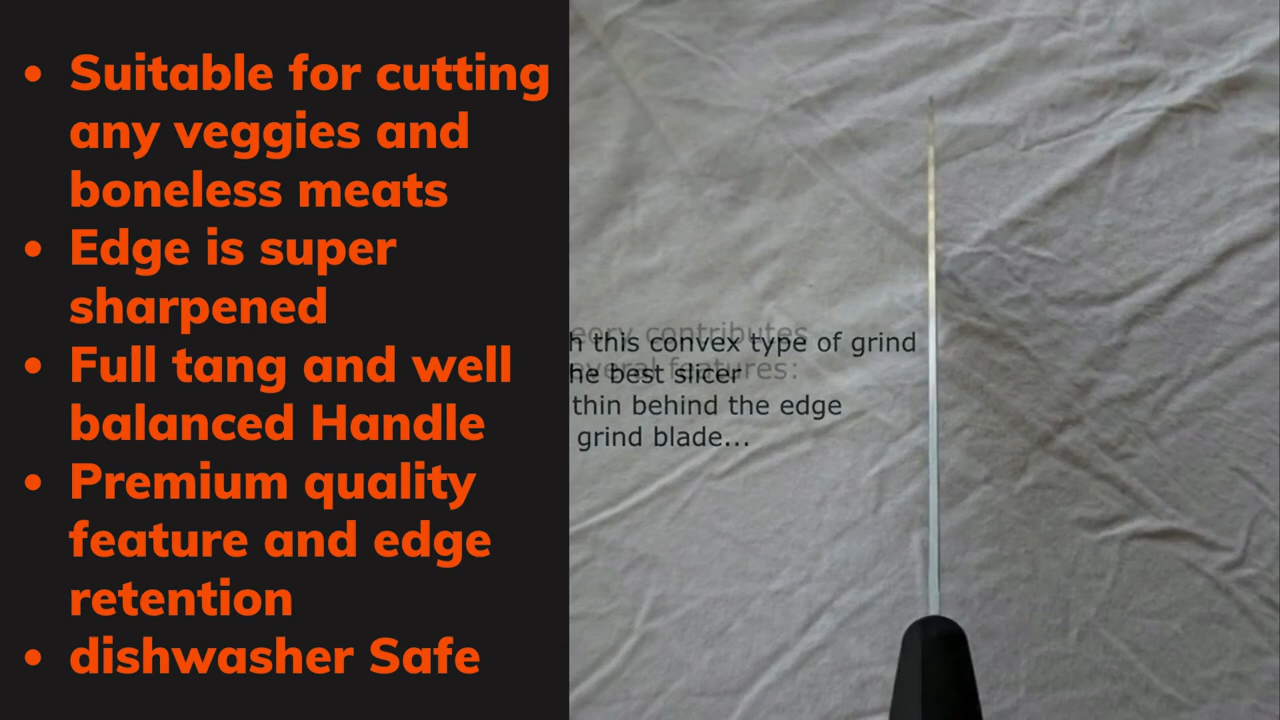 • Suitable for cutting
any veggies and
boneless meats
• Edge is super
sharpened
• Full tang and well
balanced Handle
• Premium quality
feature and edge
retention
• dishwasher Safe
contributes
this convex type of grind
features:
best slicer
thin behind the edge
grind blade...